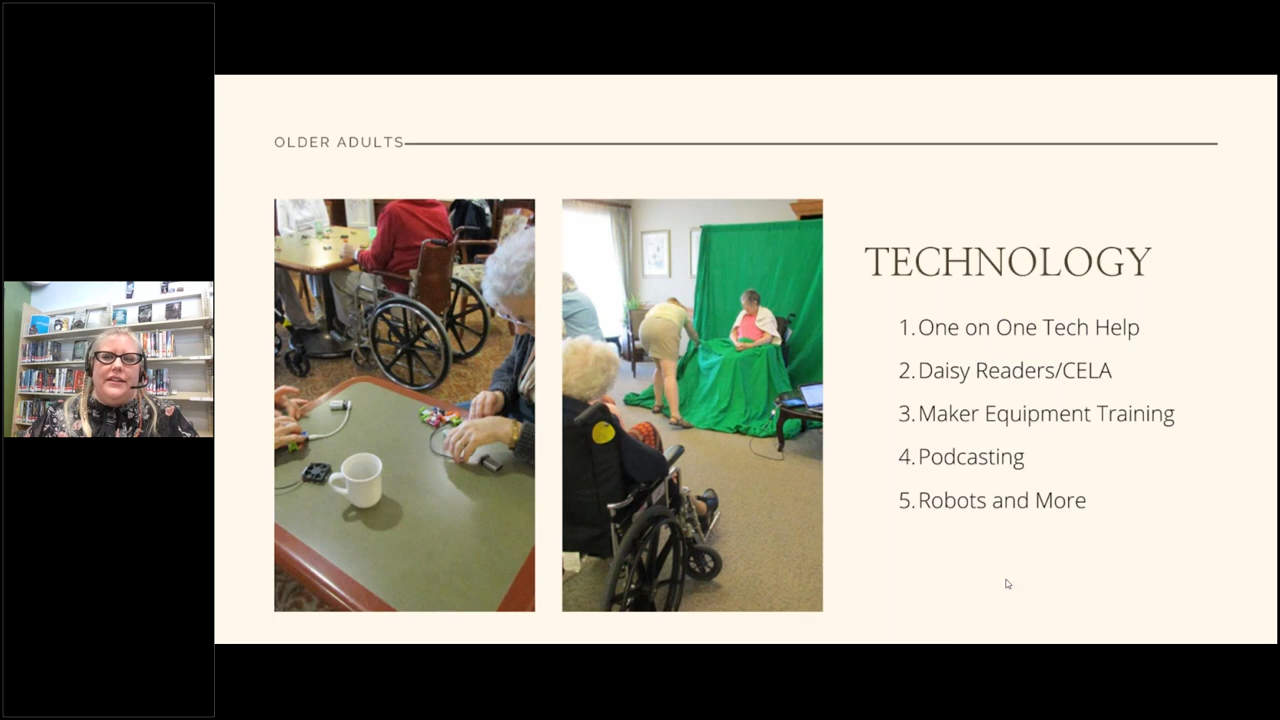 OLDER ADULTS
TECHNOLOGY
1. One on One Tech Help
2. Daisy Readers/CELA
3. Maker Equipment Training
4. Podcasting
5. Robots and More